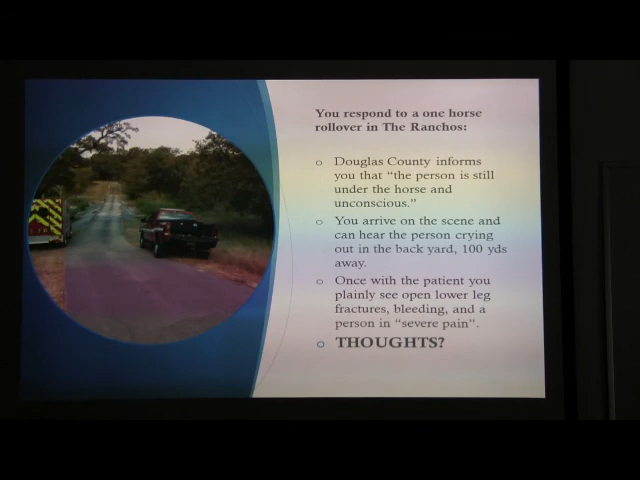 You respond to a one horse
rollover in The Ranchos:
Douglas County informs
you that “the person is still
under the horse and
unconscious.”
You arrive on the scene and
can hear the person crying
out in the back yard, 100 yds
away.
Once with the patient you
plainly see open lower leg
fractures, bleeding, and a
person in “severe pain”.
THOUGHTS?